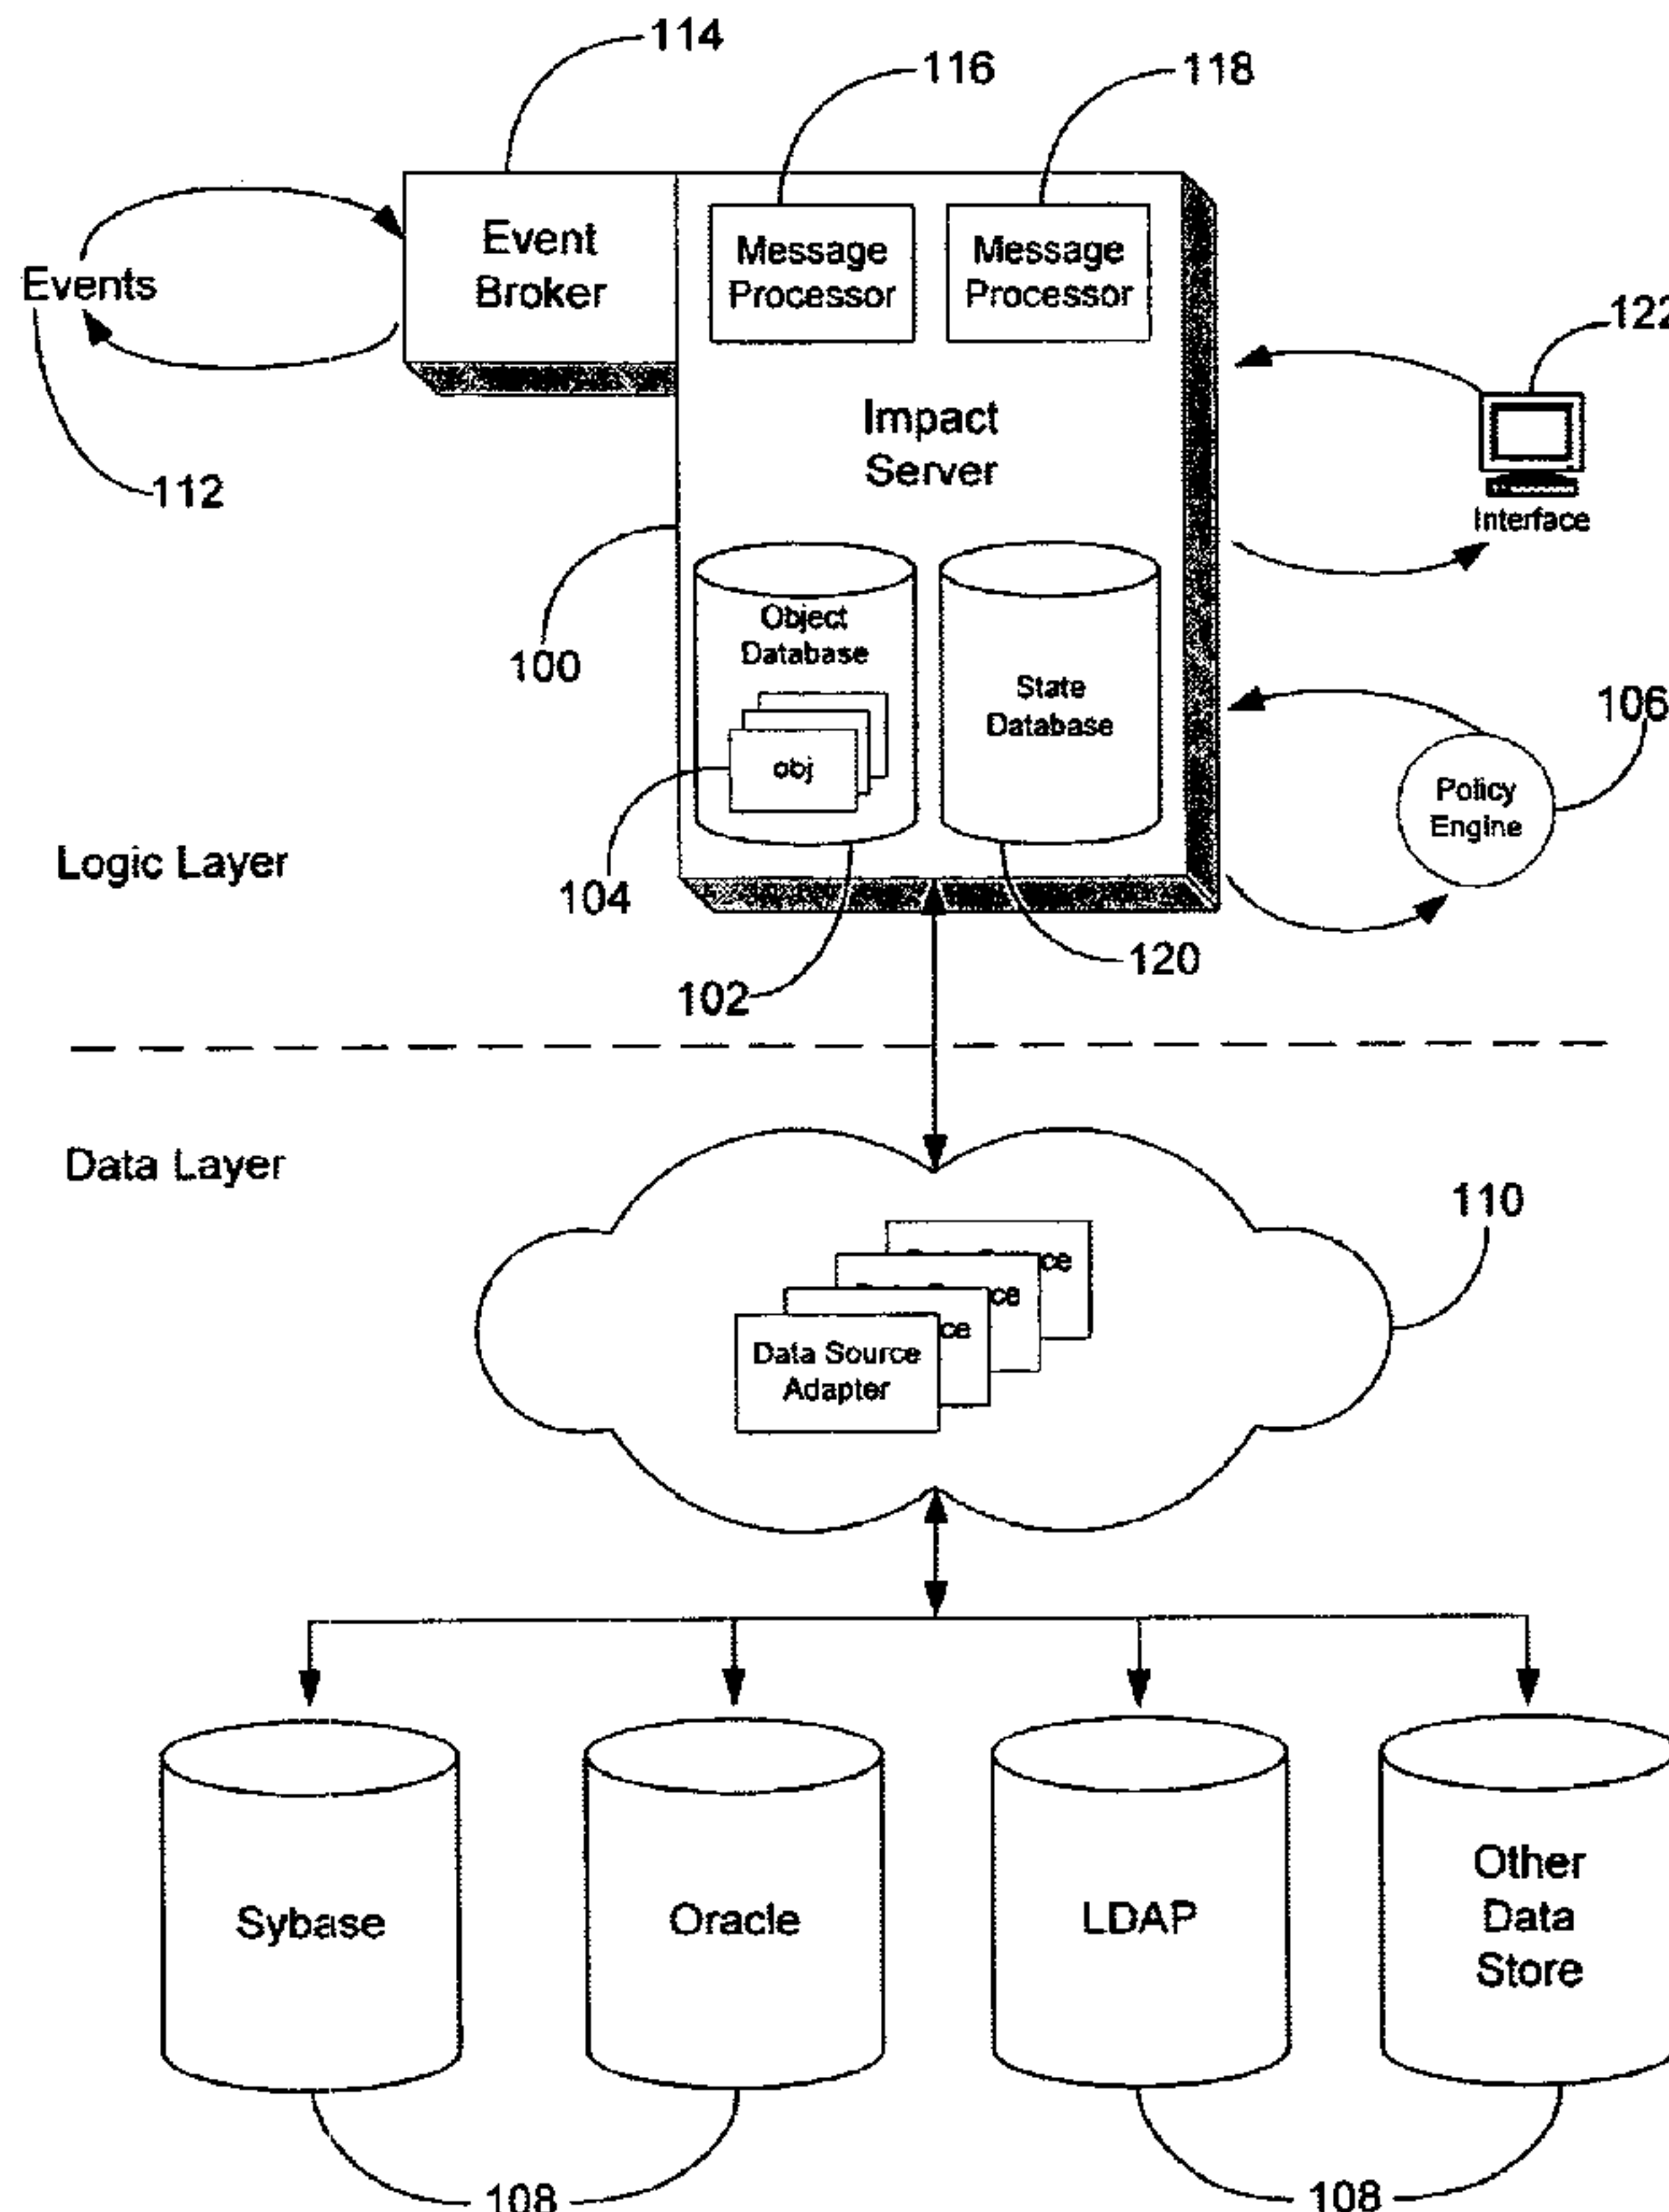 114
116
118
Event
Broker
Message
Processor
Message
Processor
Events
122
112
Impact
Server
Interface
100
Object
Database
obj
State
Database
106
Policy
Engine
Logic Layer
104
102
120
Data Layer
110
ce
ce
ce
Data Source
Adapter
Sybase
Oracle
LDAP
Other
Data
Store
108
108